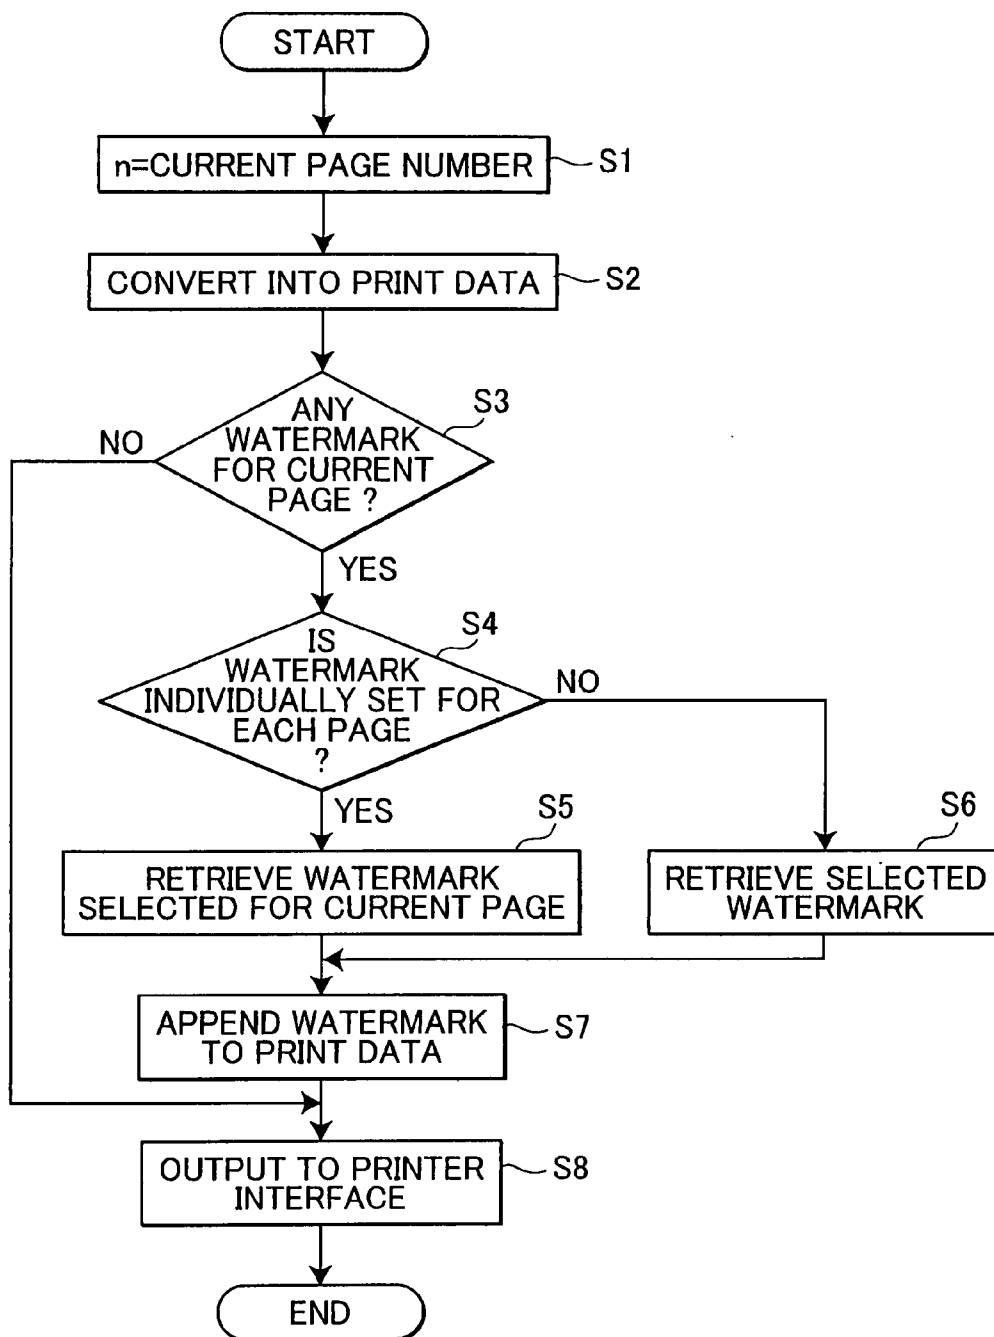 START
n=CURRENT PAGE NUMBER
S1
CONVERT INTO PRINT DATA
S2
ANY
WATERMARK
FOR CURRENT
PAGE ?
S3
NO
YES
IS
WATERMARK
INDIVIDUALLY SET FOR
EACH PAGE
?
S4
NO
YES
RETRIEVE WATERMARK
SELECTED FOR CURRENT PAGE
S5
RETRIEVE SELECTED
WATERMARK
S6
APPEND WATERMARK
TO PRINT DATA
S7
OUTPUT TO PRINTER
INTERFACE
S8
END